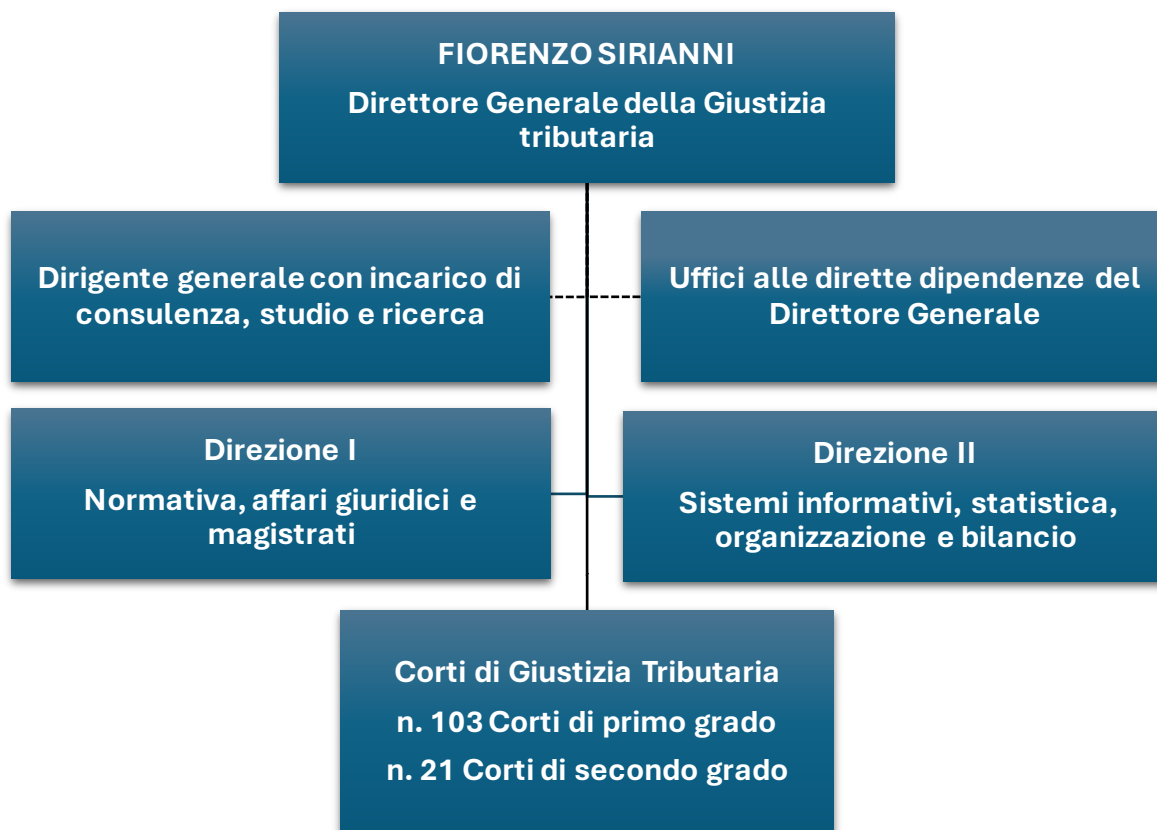 FIORENZO SIRIANNI
Direttore Generale della Giustizia
tributaria
Dirigente generale con incarico di
consulenza, studio e ricerca
Uffici alle dirette dipendenze del
Direttore Generale
Direzione I
Normativa, affari giuridici e
magistrati
Direzione II
Sistemi informativi, statistica,
organizzazione e bilancio
Corti di Giustizia Tributaria
n. 103 Corti di primo grado
n. 21 Corti di secondo grado